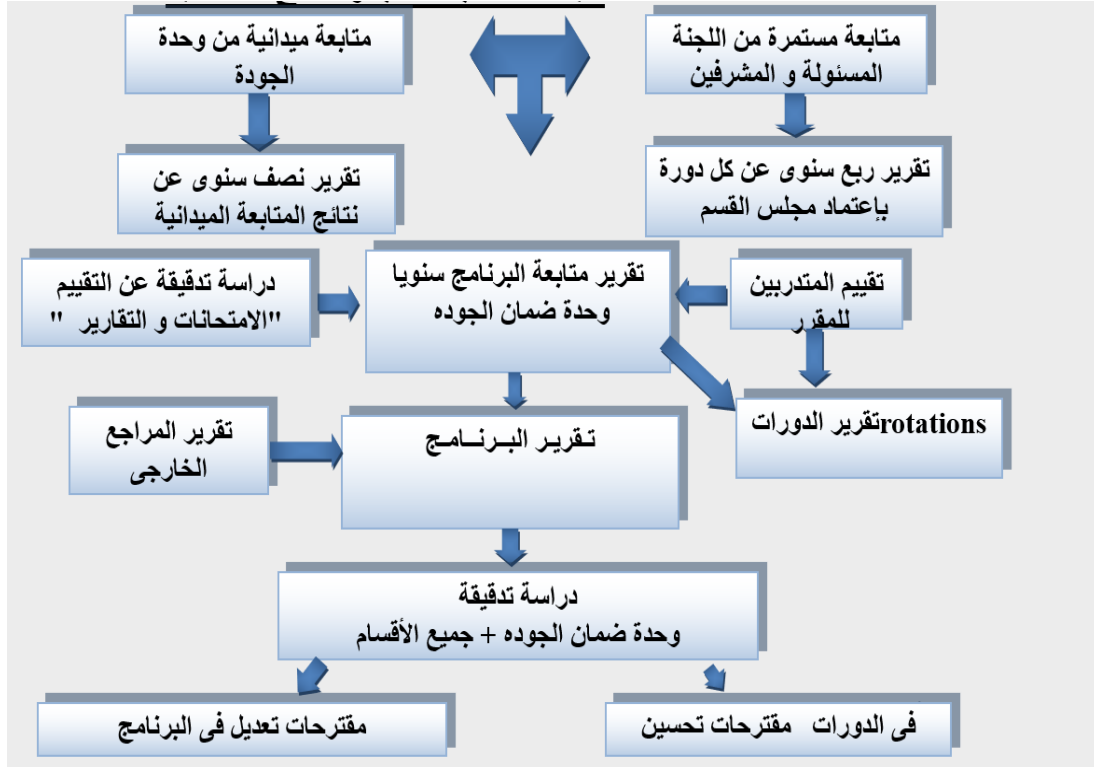 متابعة مستمرة من اللجنة
المسئولة و المشرفين
متابعة ميدانية من وحدة
الجودة
تقرير ربع سنوى عن كل دورة
بإعتماد مجلس القسم
تقرير نصف سنوى عن
نتائج المتابعة الميدانية
تقييم المتدربين
للمقرر
تقرير متابعة البرنامج سنويا
وحدة ضمان الجوده
دراسة تدقيقة عن التقييم
"الامتحانات و التقارير "
rotationsتقرير الدورات
تـقريـر البــرنــامـج
تقرير المراجع
الخارجى
دراسة تدقيقة
وحدة ضمان الجوده + جميع الأقسام
فى الدورات مقترحات تحسين
مقترحات تعديل فى البرنامج